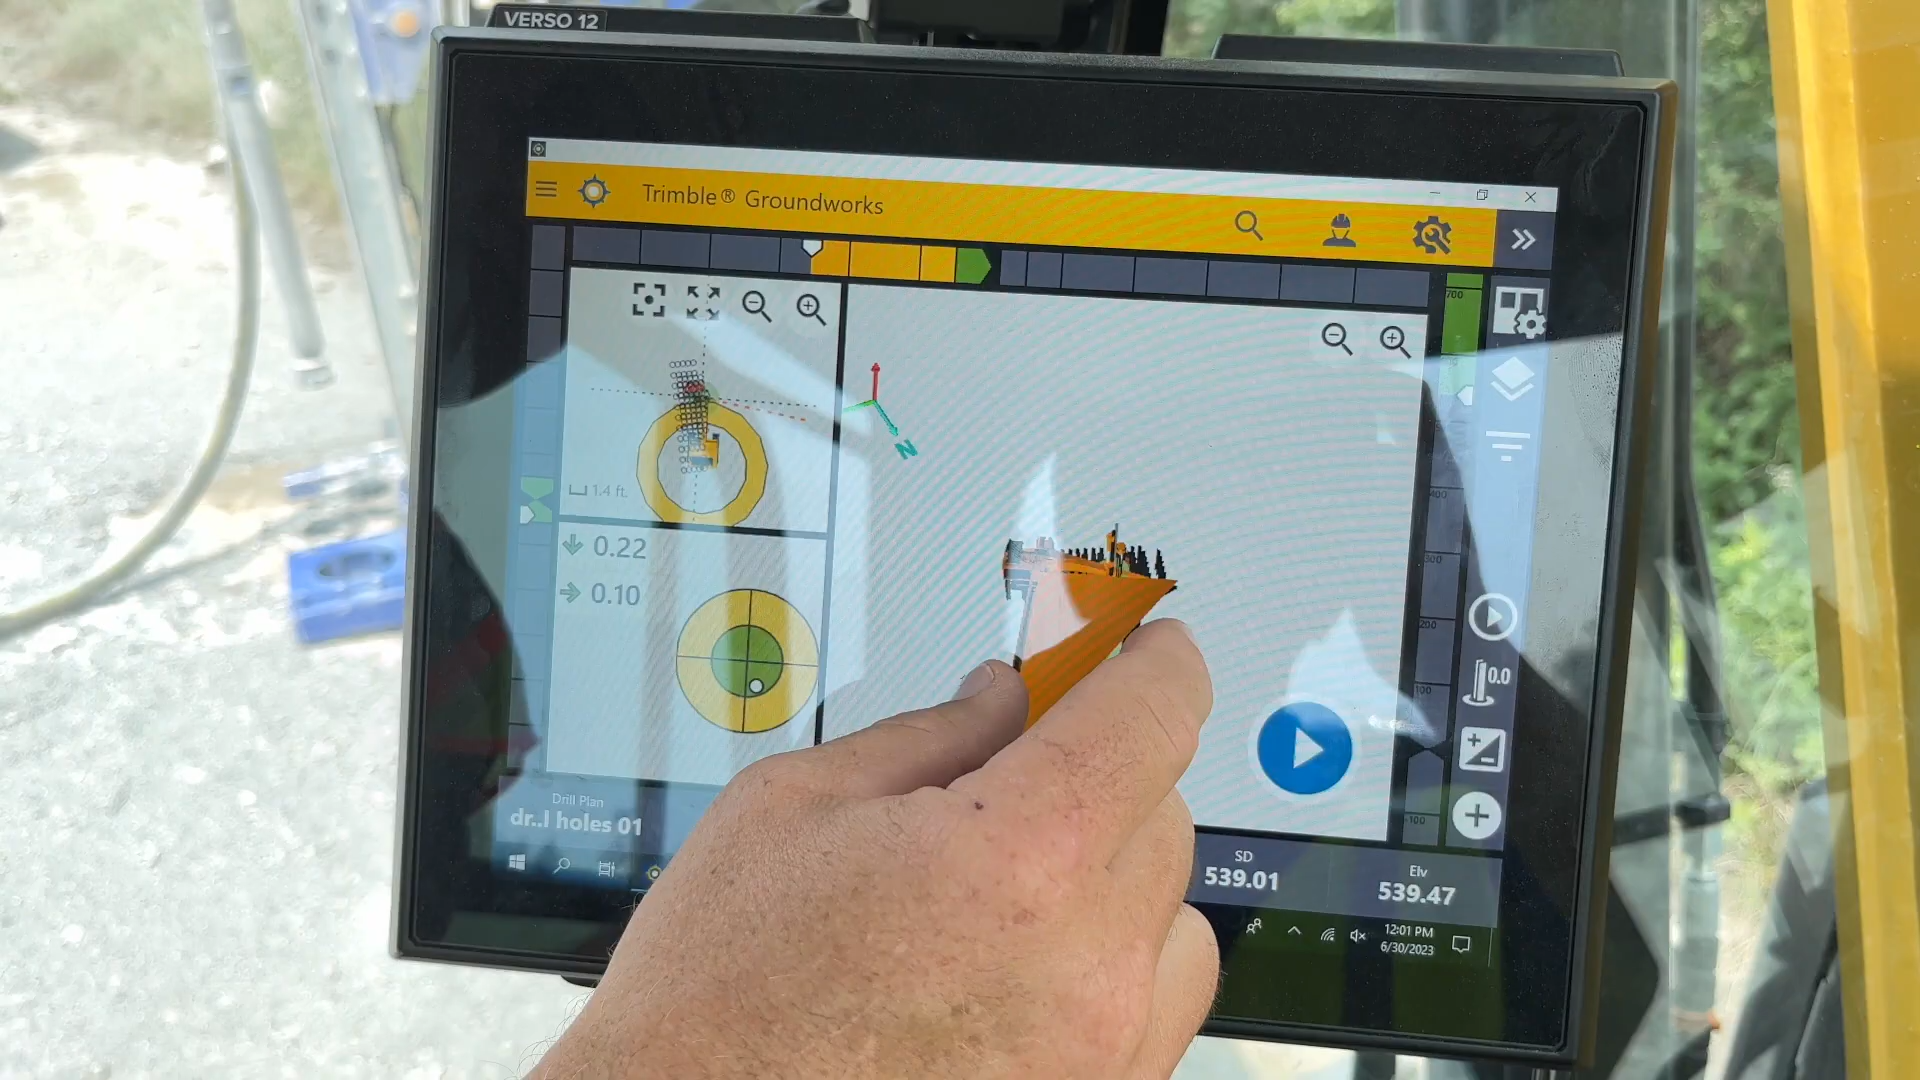 VERSO 12
Trimble® Groundworks
700
1.4 ft.
400
300
200
100
-100
N
0.22
0.10
0.0
Drill Plan
dr..l holes 01
SD
539.01
Elv
539.47
12:01 PM
6/30/2023